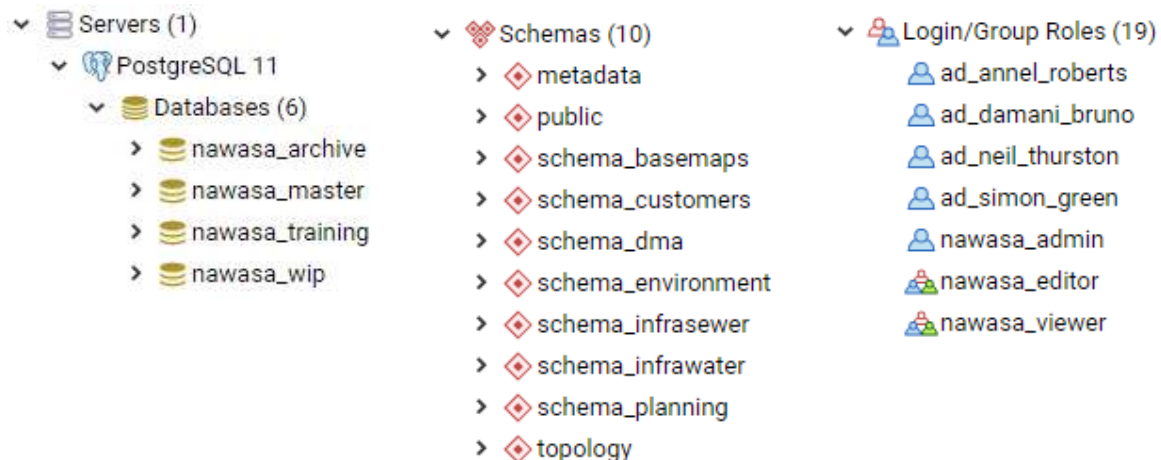 Servers (1)
PostgreSQL 11
Databases (6)
nawasa_archive
nawasa_master
nawasa_training
nawasa_wip
Schemas (10)
metadata
public
schema_basemaps
schema_customers
schema_dma
schema_environment
schema_infrasewer
schema_infrawater
schema_planning
topology
Login/Group Roles (19)
ad_annel_roberts
ad_damani_bruno
ad_neil_thurston
ad_simon_green
nawasa_admin
nawasa_editor
nawasa_viewer